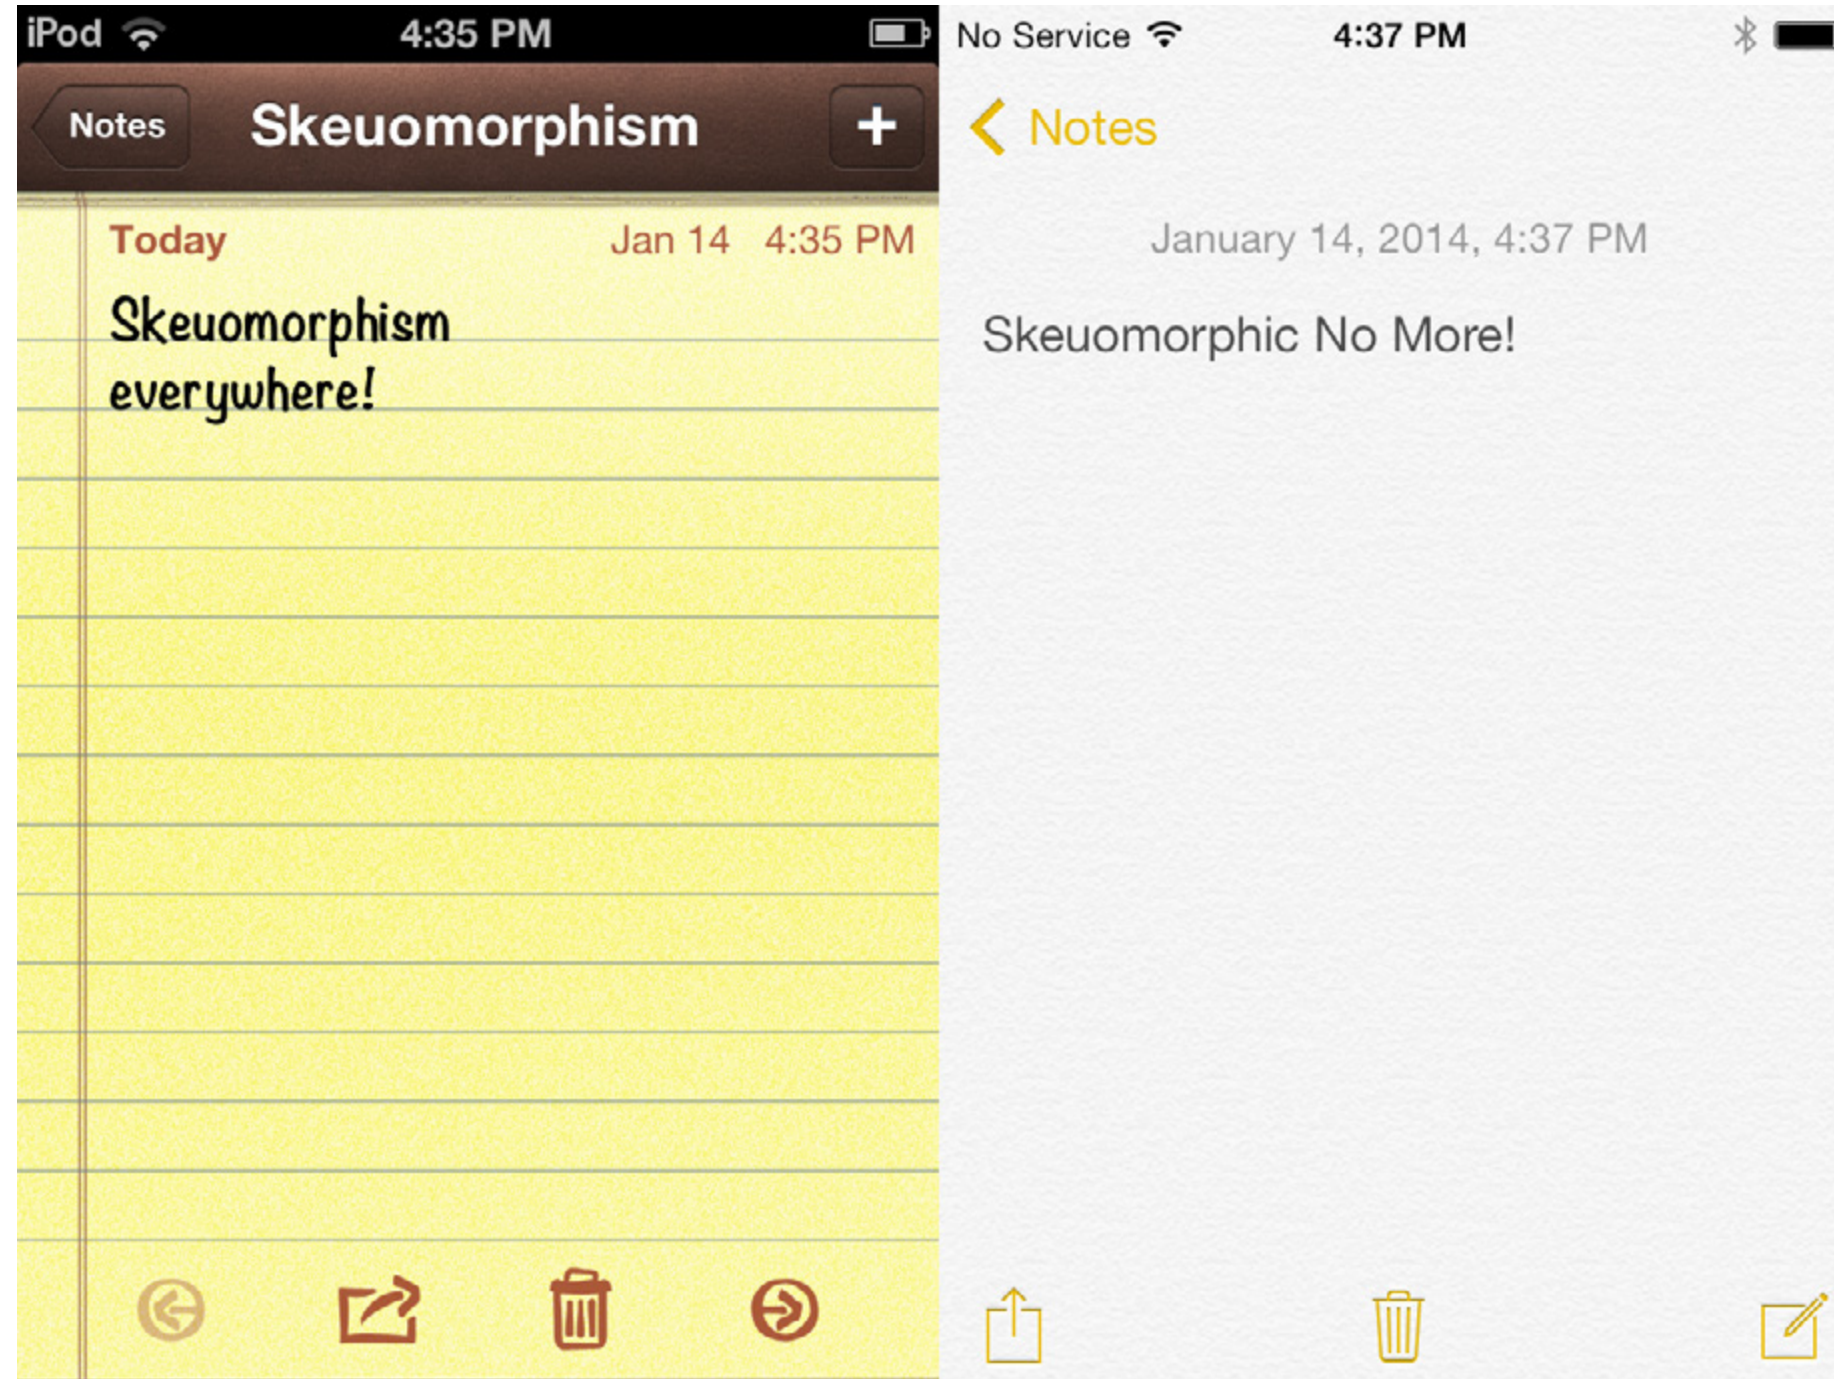 iPod 4:35 PM
Notes Skeuomorphism +
Today Jan 14 4:35 PM
Skeuomorphism
everywhere!
No Service 4:37 PM
Notes
January 14, 2014, 4:37 PM
Skeuomorphic No More!